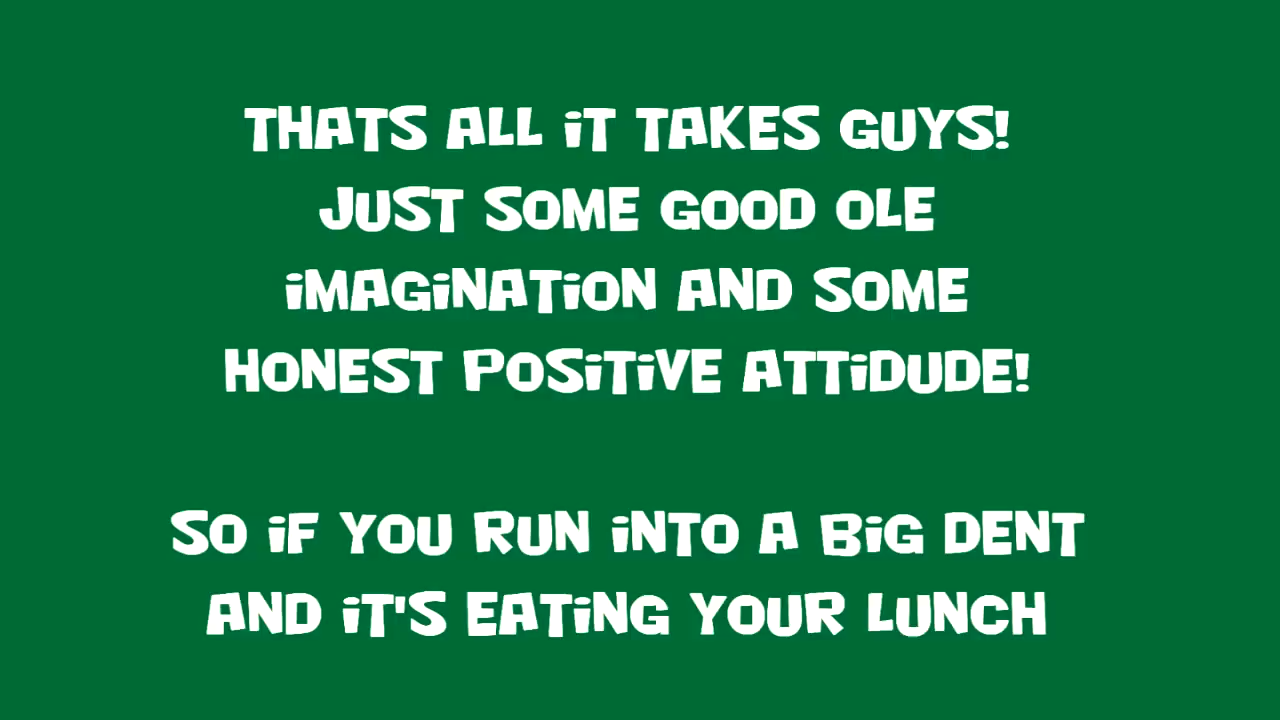 THATS ALL iT TAKES GUYS!
JUST SOME GOOD OLE
iMAGiNATiON AND SOME
HONEST POSiTiVE ATTiDUDE!
SO iF YOU RUN iNTO A BiG DENT
AND iT'S EATiNG YOUR LUNCH